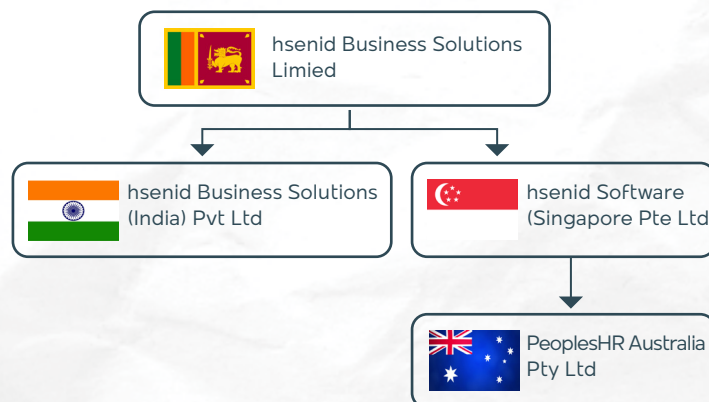 hsenid Business Solutions
Limied
hsenid Business Solutions
(India) Pvt Ltd
hsenid Software
(Singapore Pte Ltd
PeoplesHR Australia
Pty Ltd